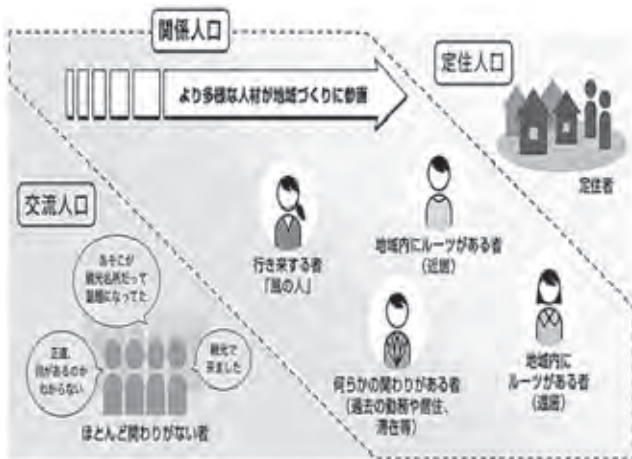 関係人口
より多様な人材が地域づくりに参画
定住人口
定住者
交流人口
あそこが
観光名所だって
話題になってた
正直、
何があるのか
わからない
観光で
来ました
ほとんど関わりがない者
行き来する者
「風の人」
地域内にルーツがある者
(近居)
何らかの関わりがある者
(過去の勤務や居住、
滞在等)
地域内に
ルーツがある者
(遠居)